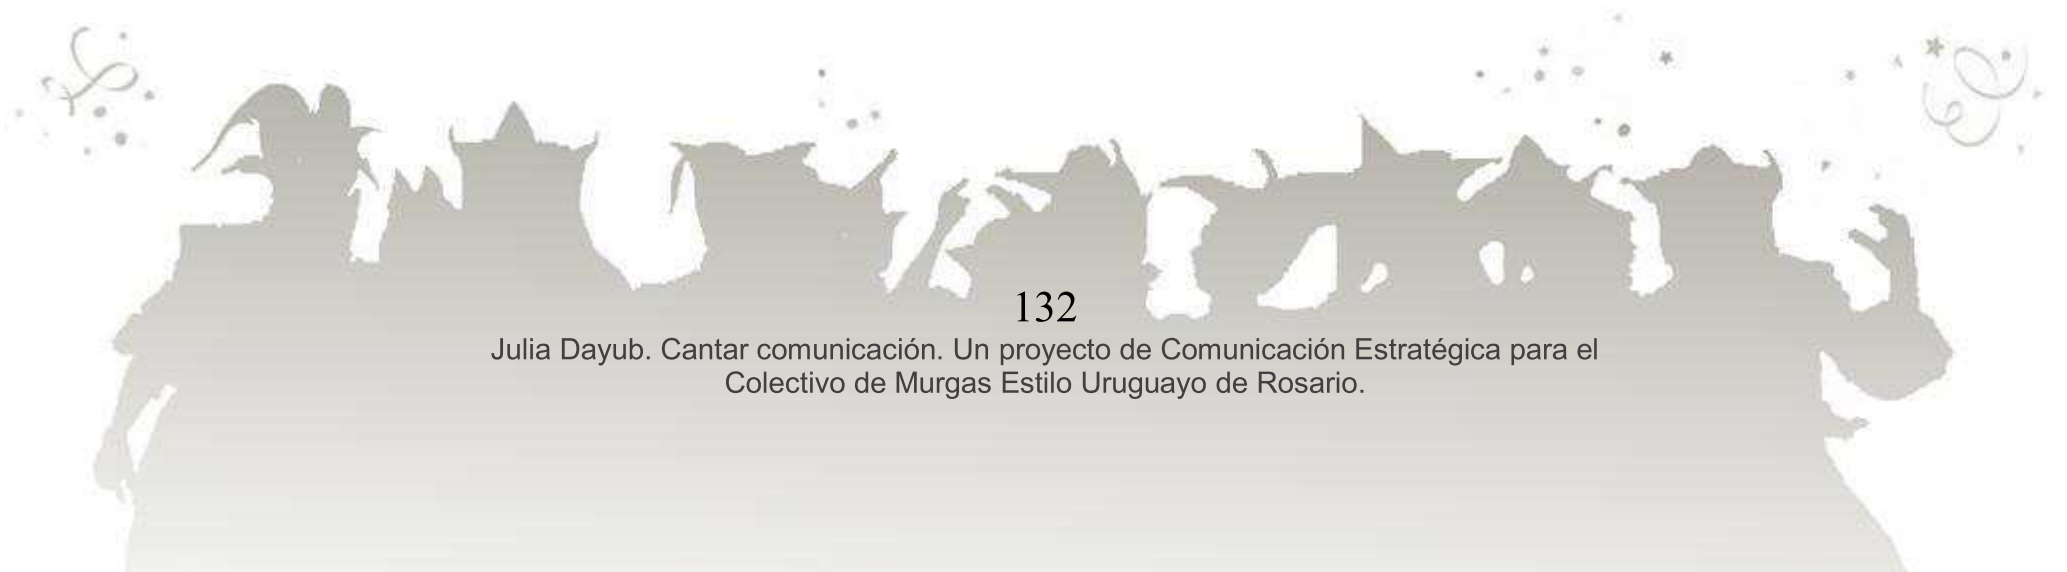 132
Julia Dayub. Cantar comunicación. Un proyecto de Comunicación Estratégica para el
Colectivo de Murgas Estilo Uruguayo de Rosario.